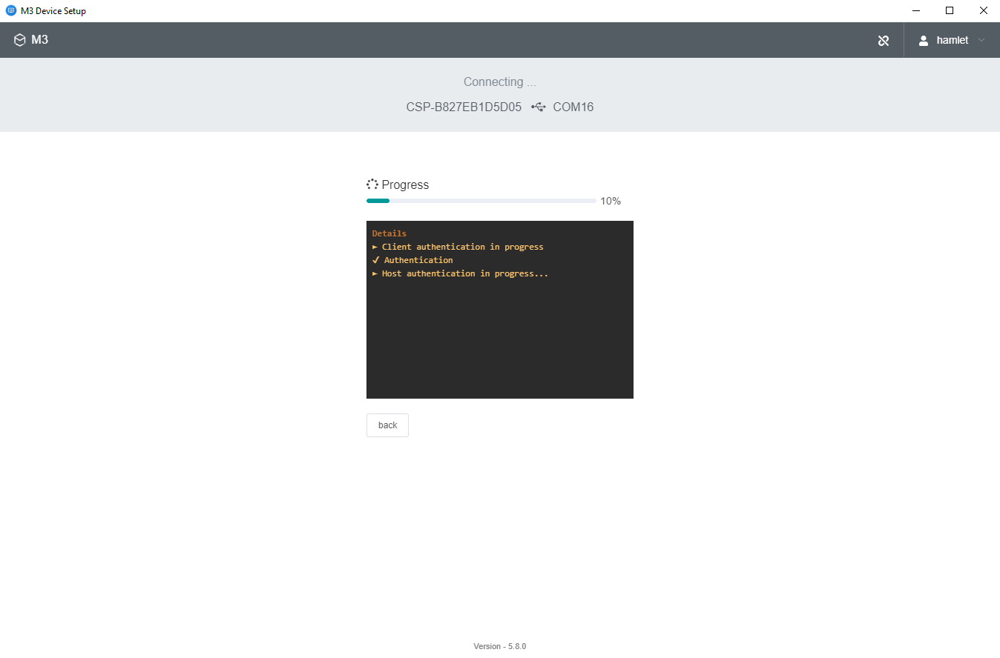 M3 Device Setup
M3
hamlet
Connecting ...
CSP-B827EB1D5D05 COM16
Progress
10%
Details
► Client authentication in progress
✓ Authentication
► Host authentication in progress...
back
Version - 5.8.0